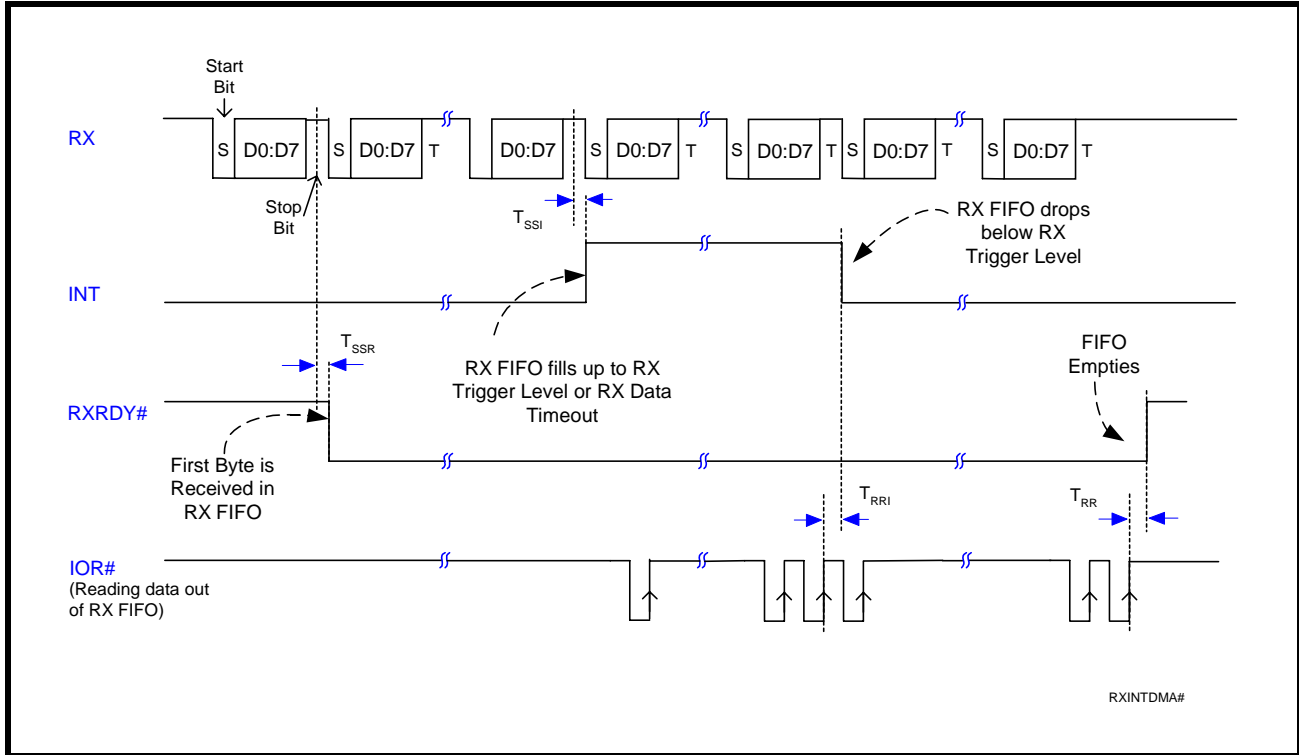 Start
Bit
RX
S D0:D7 S D0:D7 T D0:D7 S D0:D7 T S D0:D7 T S D0:D7 T S D0:D7 T
Stop
Bit
TSSI
RX FIFO drops
below RX
Trigger Level
INT
TSSR
RX FIFO fills up to RX
Trigger Level or RX Data
Timeout
FIFO
Empties
RXRDY#
First Byte is
Received in
RX FIFO
TRRI
TRR
IOR#
(Reading data out
of RX FIFO)
RXINTDMA#